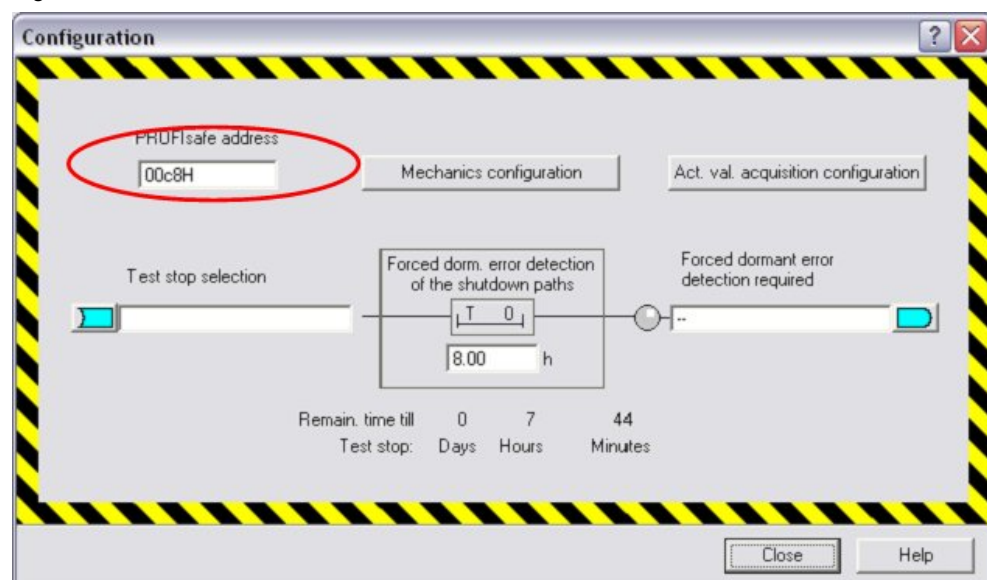 Configuration
PROFIsafe address
00c8H
Mechanics configuration
Act. val. acquisition configuration
Test stop selection
Forced dorm. error detection
of the shutdown paths
T 0
8.00 h
Forced dormant error
detection required
--
Remain. time till 0 7 44
Test stop: Days Hours Minutes
Close Help